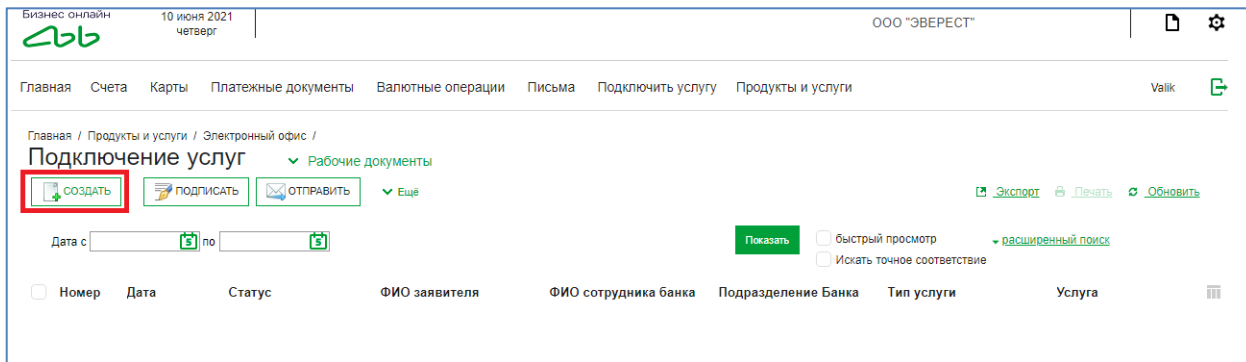 Бизнес онлайн 10 июня 2021 ООО "ЭВЕРЕСТ"
четверг
Главная Счета Карты Платежные документы Валютные операции Письма Подключить услугу Продукты и услуги Valik
Главная / Продукты и услуги / Электронный офис /
Подключение услуг Рабочие документы
СОЗДАТЬ ПОДПИСАТЬ ОТПРАВИТЬ Ещё Экспорт Печать Обновить
Дата с 5 по 5 Показать быстрый просмотр расширенный поиск
Искать точное соответствие
Номер Дата Статус ФИО заявителя ФИО сотрудника банка Подразделение Банка Тип услуги Услуга